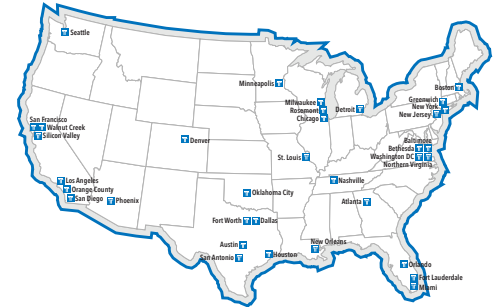 Seattle
Minneapolis
Boston
Milwaukee
Rosemont
Chicago
Detroit
Greenwich
New York
New Jersey
San Francisco
Walnut Creek
Silicon Valley
Denver
St. Louis
Baltimore
Bethesda
Washington DC
Northern Virginia
Los Angeles
Orange County
San Diego
Phoenix
Oklahoma City
Nashville
Atlanta
Fort Worth
Dallas
Austin
San Antonio
Houston
New Orleans
Orlando
Fort Lauderdale
Miami